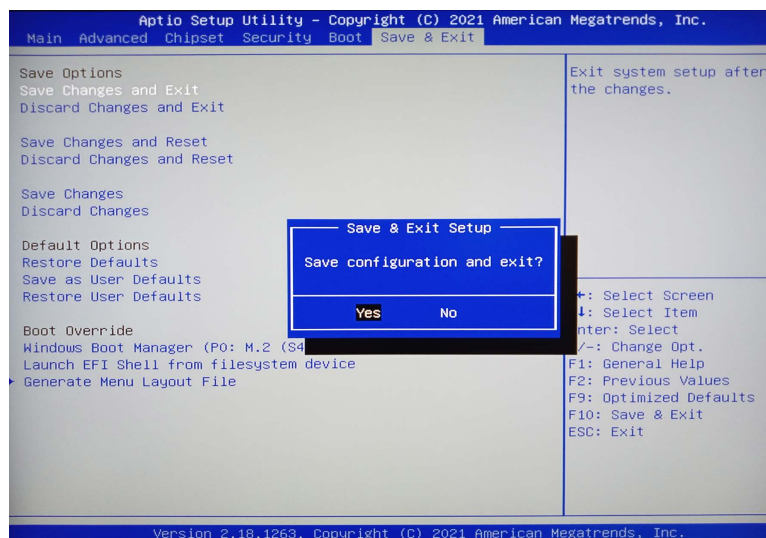 Aptio Setup Utility – Copyright (C) 2021 American Megatrends, Inc.
Main Advanced Chipset Security Boot Save & Exit
Save Options
Save Changes and Exit
Discard Changes and Exit
Save Changes and Reset
Discard Changes and Reset
Save Changes
Discard Changes
Default Options
Restore Defaults
Save as User Defaults
Restore User Defaults
Boot Override
Windows Boot Manager (P0: M.2 (S4
Launch EFI Shell from filesystem device
Generate Menu Layout File
Save & Exit Setup
Save configuration and exit?
Yes No
Exit system setup after
the changes.
: Select Screen
: Select Item
nter: Select
/-: Change Opt.
F1: General Help
F2: Previous Values
F9: Optimized Defaults
F10: Save & Exit
ESC: Exit
Version 2.18.1263. Copyright (C) 2021 American Megatrends, Inc.